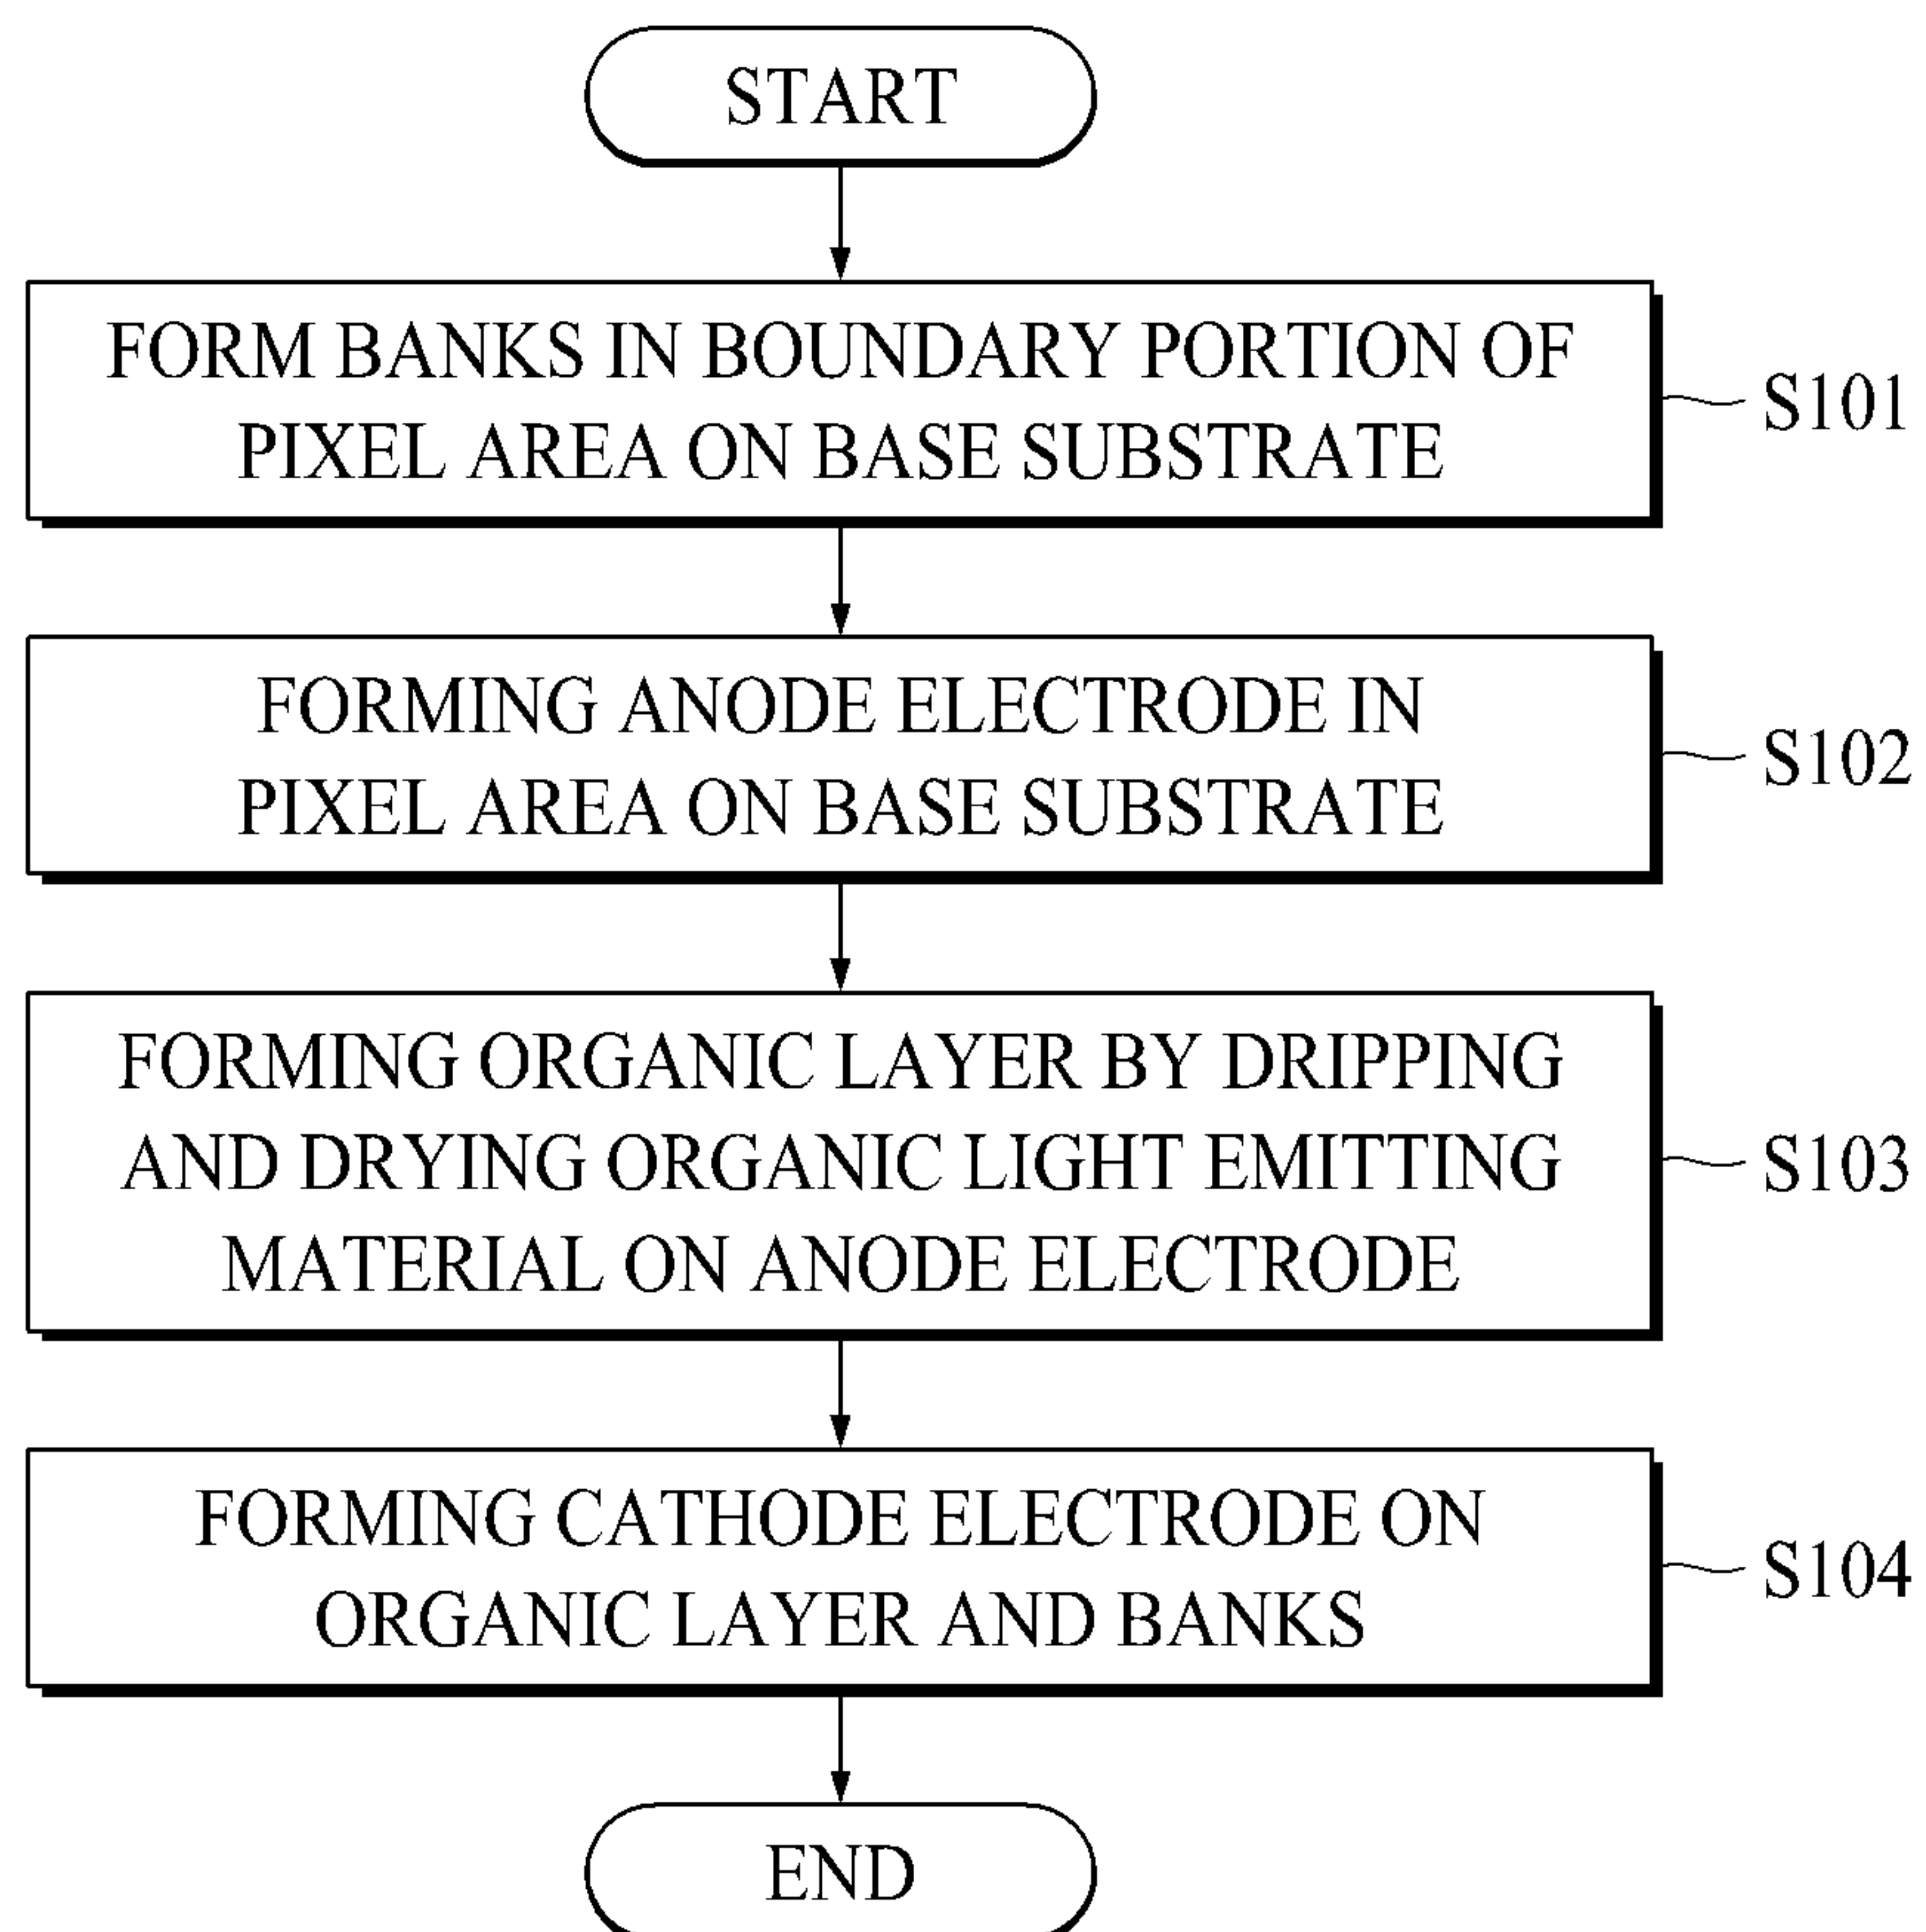 START
FORM BANKS IN BOUNDARY PORTION OF
PIXEL AREA ON BASE SUBSTRATE
S101
FORMING ANODE ELECTRODE IN
PIXEL AREA ON BASE SUBSTRATE
S102
FORMING ORGANIC LAYER BY DRIPPING
AND DRYING ORGANIC LIGHT EMITTING
MATERIAL ON ANODE ELECTRODE
S103
FORMING CATHODE ELECTRODE ON
ORGANIC LAYER AND BANKS
S104
END